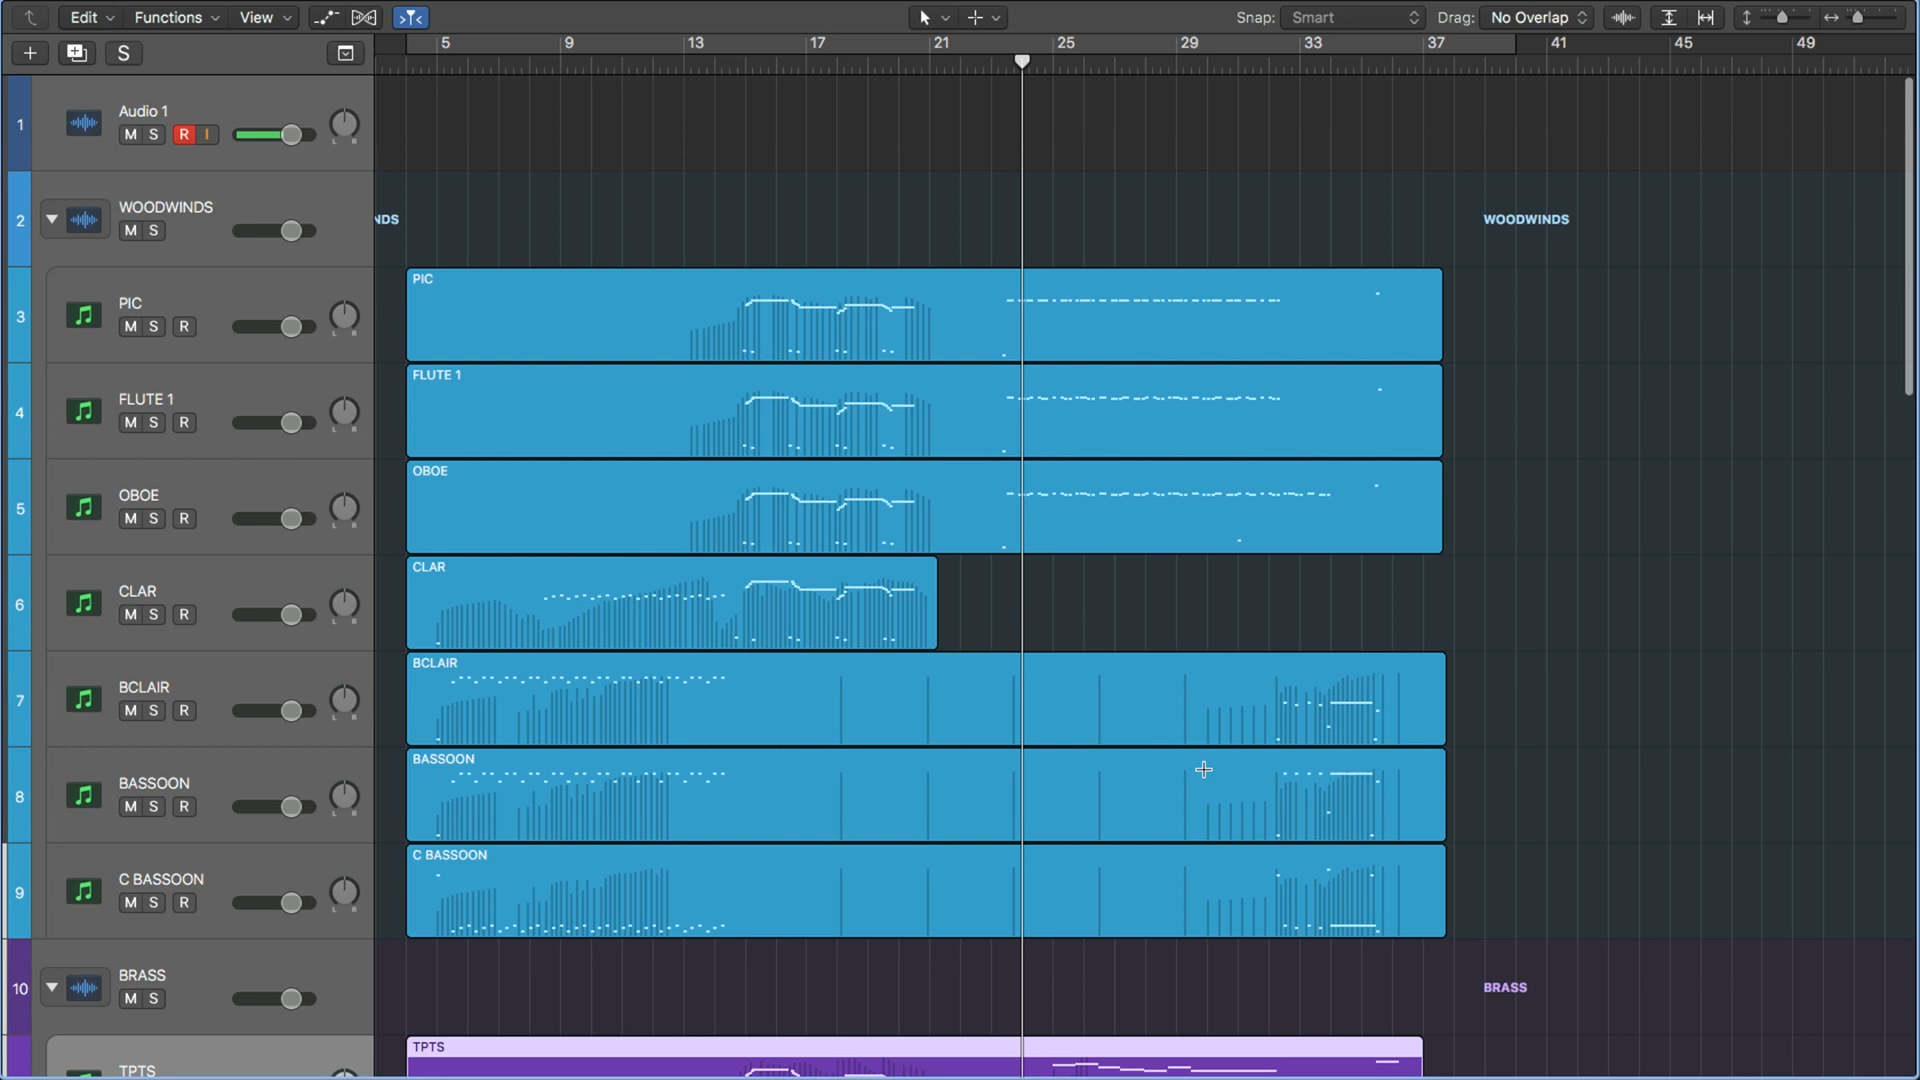 Edit Functions View Snap: Smart Drag: No Overlap
S 5 9 13 17 21 25 29 33 37 41 45 49
1 Audio 1
M S R I
L R
2 WOODWINDS NDS WOODWINDS
M S
PIC
3 PIC
M S R
L R
FLUTE 1
4 FLUTE 1
M S R
L R
OBOE
5 OBOE
M S R
L R
CLAR
6 CLAR
M S R
L R
BCLAIR
7 BCLAIR
M S R
L R
BASSOON
8 BASSOON
M S R
L R
C BASSOON
9 C BASSOON
M S R
L R
10 BRASS BRASS
M S
TPTS
TPTS